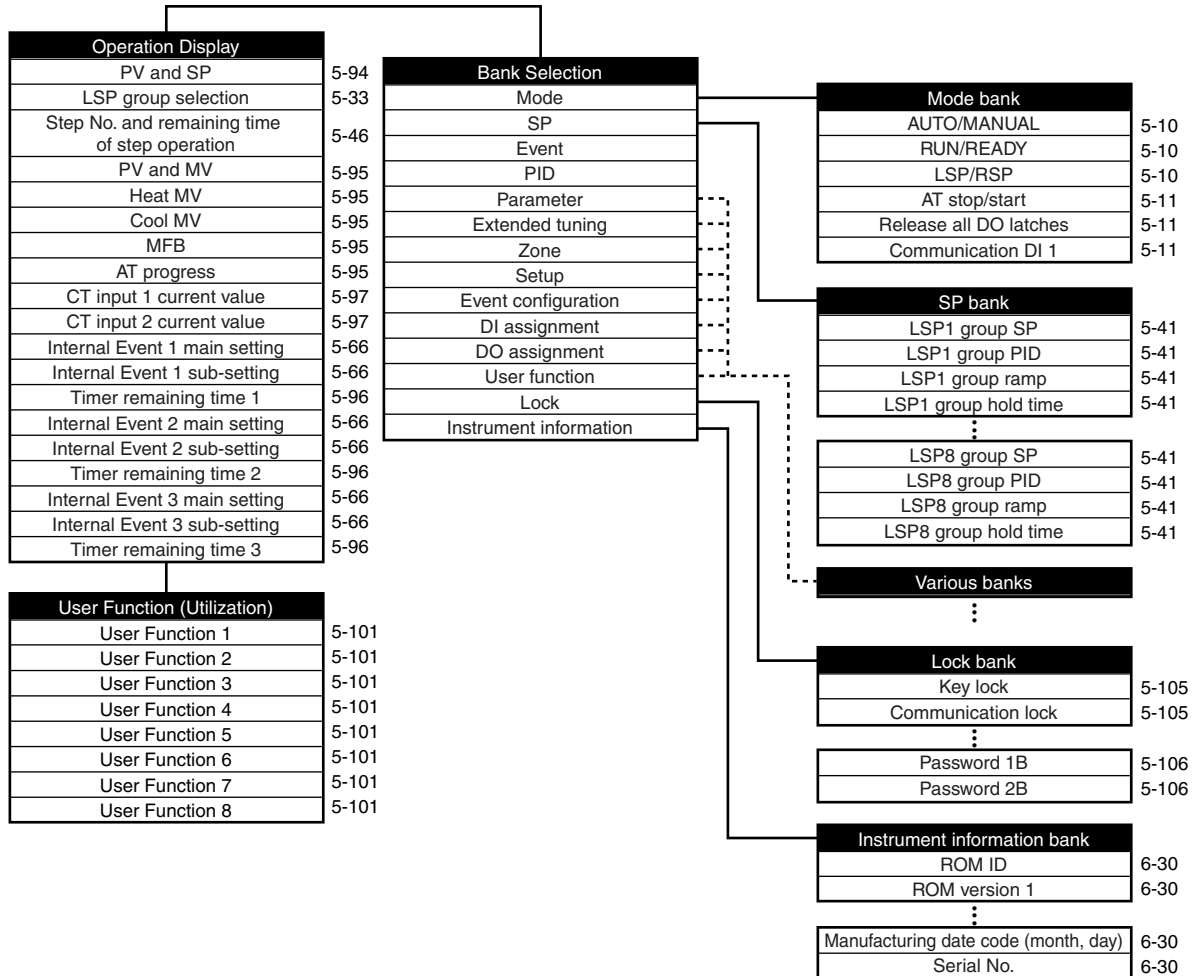 Operation Display
PV and SP 5-94
LSP group selection 5-33
Step No. and remaining time
of step operation 5-46
PV and MV 5-95
Heat MV 5-95
Cool MV 5-95
MFB 5-95
AT progress 5-95
CT input 1 current value 5-97
CT input 2 current value 5-97
Internal Event 1 main setting 5-66
Internal Event 1 sub-setting 5-66
Timer remaining time 1 5-96
Internal Event 2 main setting 5-66
Internal Event 2 sub-setting 5-66
Timer remaining time 2 5-96
Internal Event 3 main setting 5-66
Internal Event 3 sub-setting 5-66
Timer remaining time 3 5-96
User Function (Utilization)
User Function 1 5-101
User Function 2 5-101
User Function 3 5-101
User Function 4 5-101
User Function 5 5-101
User Function 6 5-101
User Function 7 5-101
User Function 8 5-101
Bank Selection
Mode
SP
Event
PID
Parameter
Extended tuning
Zone
Setup
Event configuration
DI assignment
DO assignment
User function
Lock
Instrument information
Mode bank
AUTO/MANUAL 5-10
RUN/READY 5-10
LSP/RSP 5-10
AT stop/start 5-11
Release all DO latches 5-11
Communication DI 1 5-11
SP bank
LSP1 group SP 5-41
LSP1 group PID 5-41
LSP1 group ramp 5-41
LSP1 group hold time 5-41
LSP8 group SP 5-41
LSP8 group PID 5-41
LSP8 group ramp 5-41
LSP8 group hold time 5-41
Various banks
Lock bank
Key lock 5-105
Communication lock 5-105
Password 1B 5-106
Password 2B 5-106
Instrument information bank
ROM ID 6-30
ROM version 1 6-30
Manufacturing date code (month, day) 6-30
Serial No. 6-30